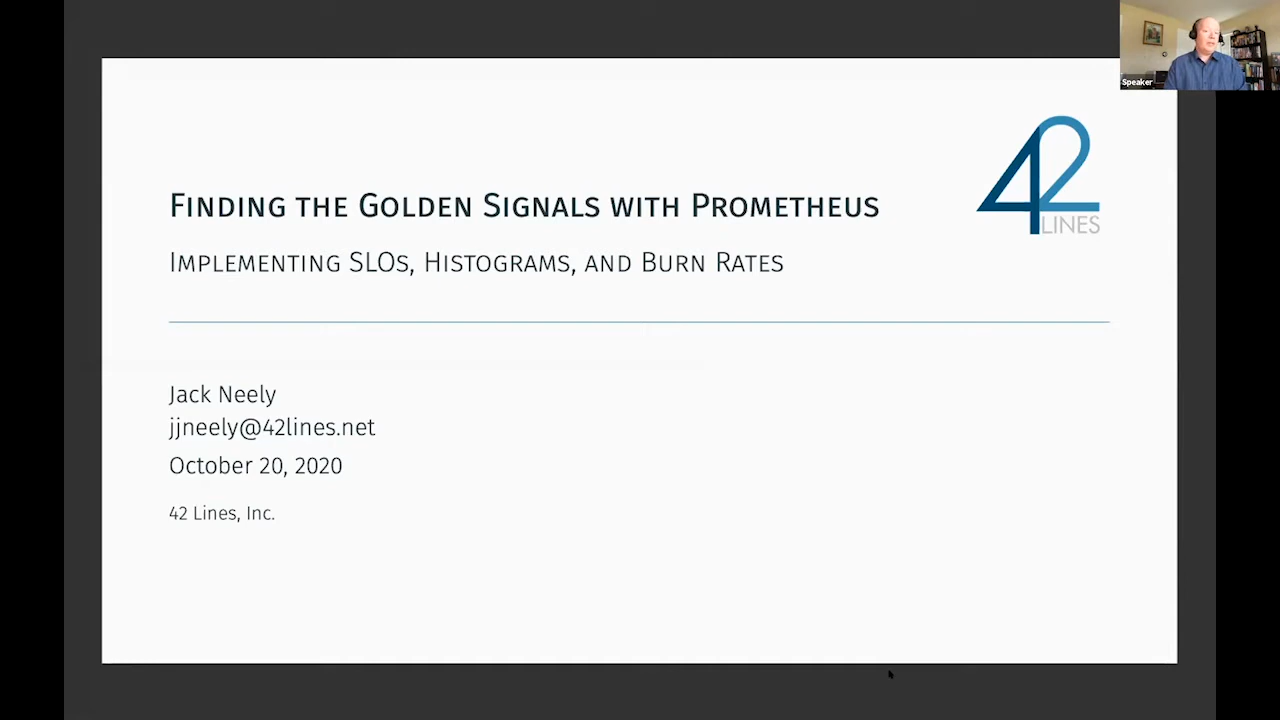 Speaker
42
LINES
Finding the Golden Signals with Prometheus
Implementing SLOs, Histograms, and Burn Rates
Jack Neely
jjneely@42lines.net
October 20, 2020
42 Lines, Inc.